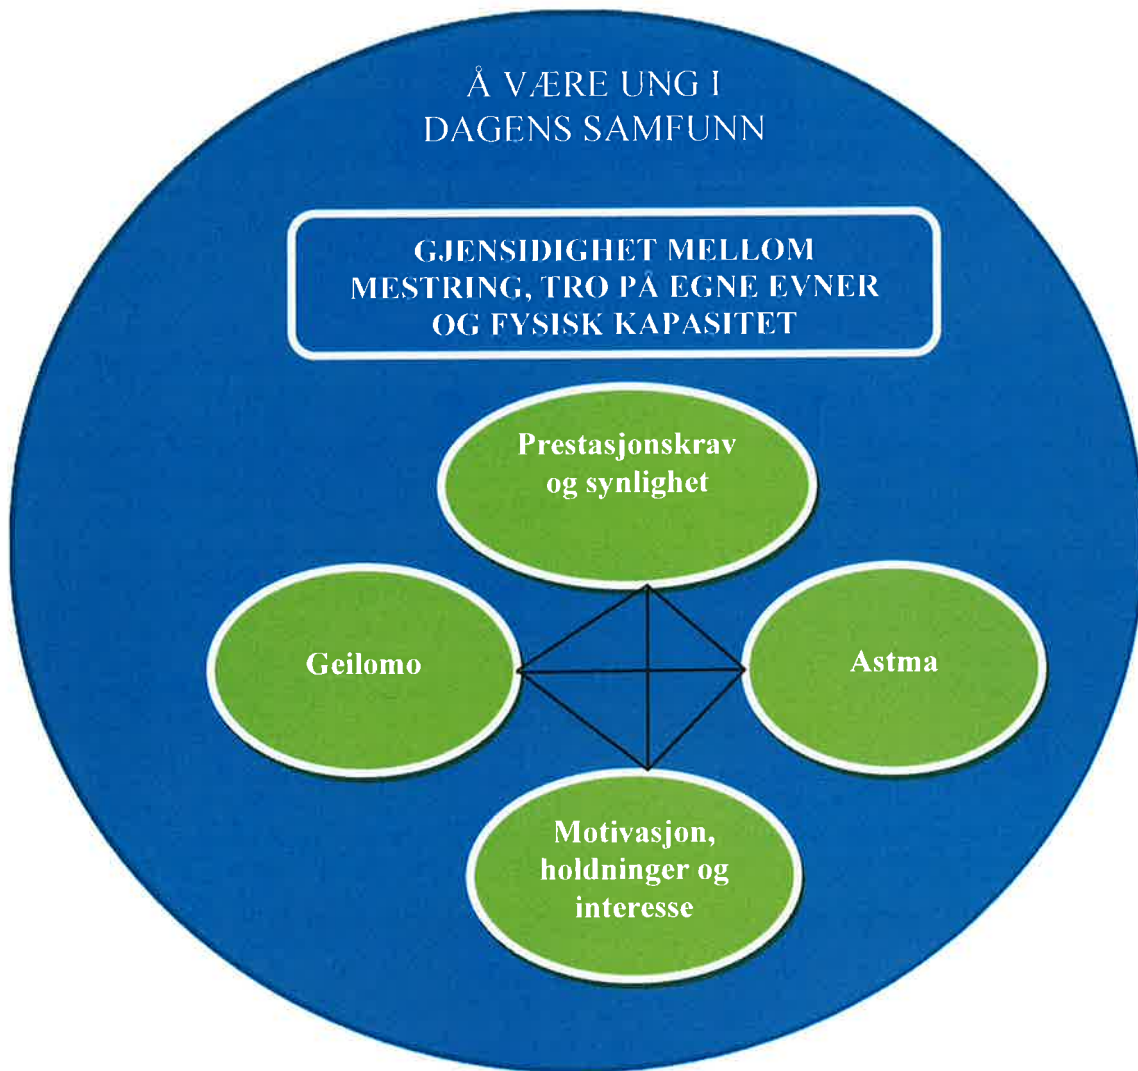 Å VÆRE UNG I
DAGENS SAMFUNN
GJENSIDIGHET MELLOM
MESTRING, TRO PÅ EGNE EVNER
OG FYSISK KAPASITET
Prestasjonskrav
og synlighet
Geilomo
Astma
Motivasjon,
holdninger og
interesse